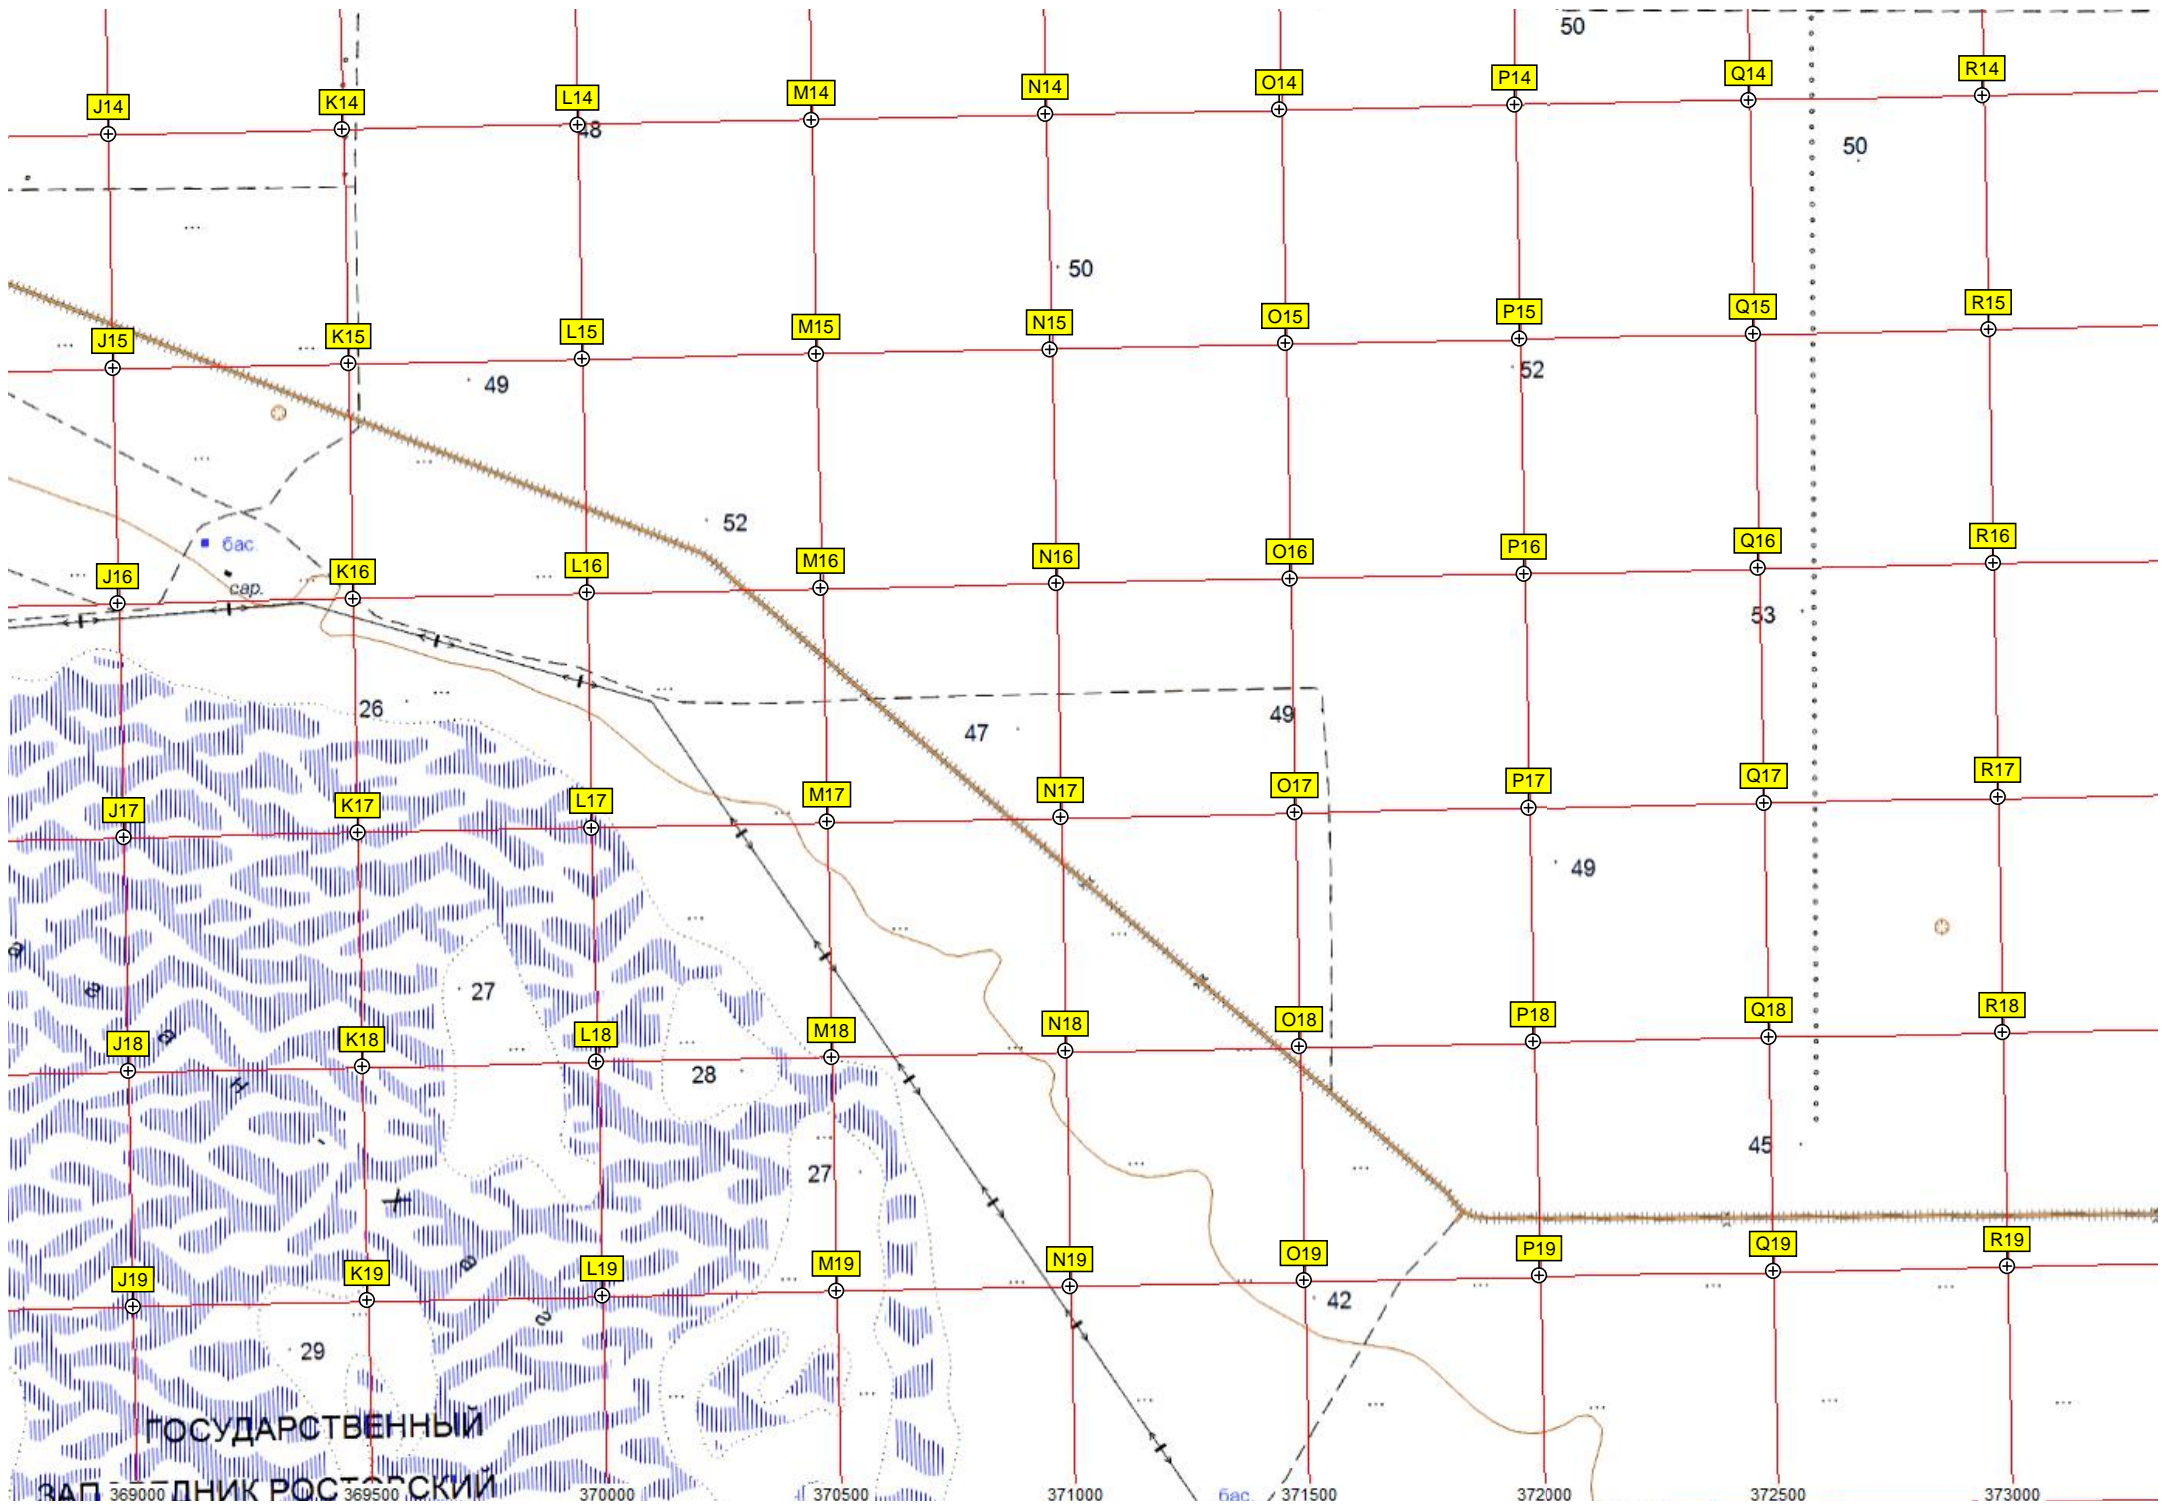 50
J14 K14 L14 M14 N14 O14 P14 Q14 R14
48
50
50
J15 K15 L15 M15 N15 O15 P15 Q15 R15
49
52
52
бас.
J16 K16 L16 M16 N16 O16 P16 Q16 R16
сар.
53
26
47
49
J17 K17 L17 M17 N17 O17 P17 Q17 R17
49
27
J18 K18 L18 M18 N18 O18 P18 Q18 R18
28
45
27
J19 K19 L19 M19 N19 O19 P19 Q19 R19
42
29
ГОСУДАРСТВЕННЫЙ
369000 369500 370000 370500 371000 371500 372000 372500 373000
бас.